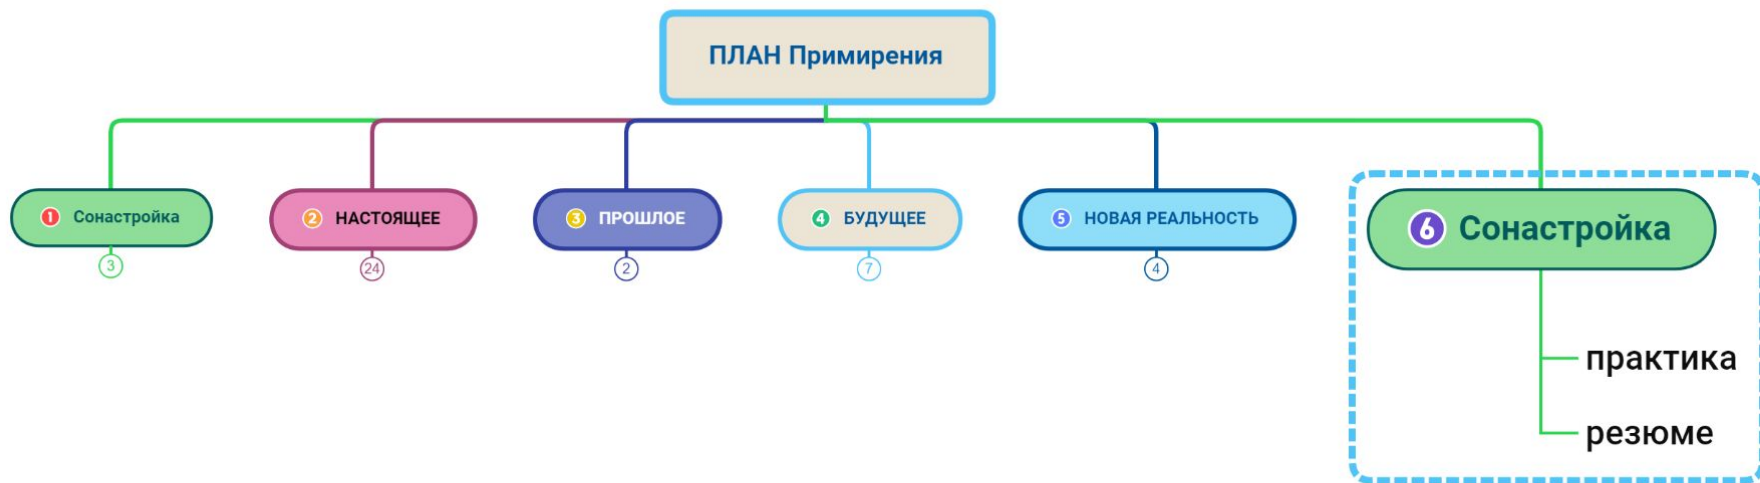 ПЛАН Примирения
1 Сонастройка
2 НАСТОЯЩЕЕ
3 ПРОШЛОЕ
4 БУДУЩЕЕ
5 НОВАЯ РЕАЛЬНОСТЬ
6 Сонастройка
3
24
2
7
4
практика
резюме